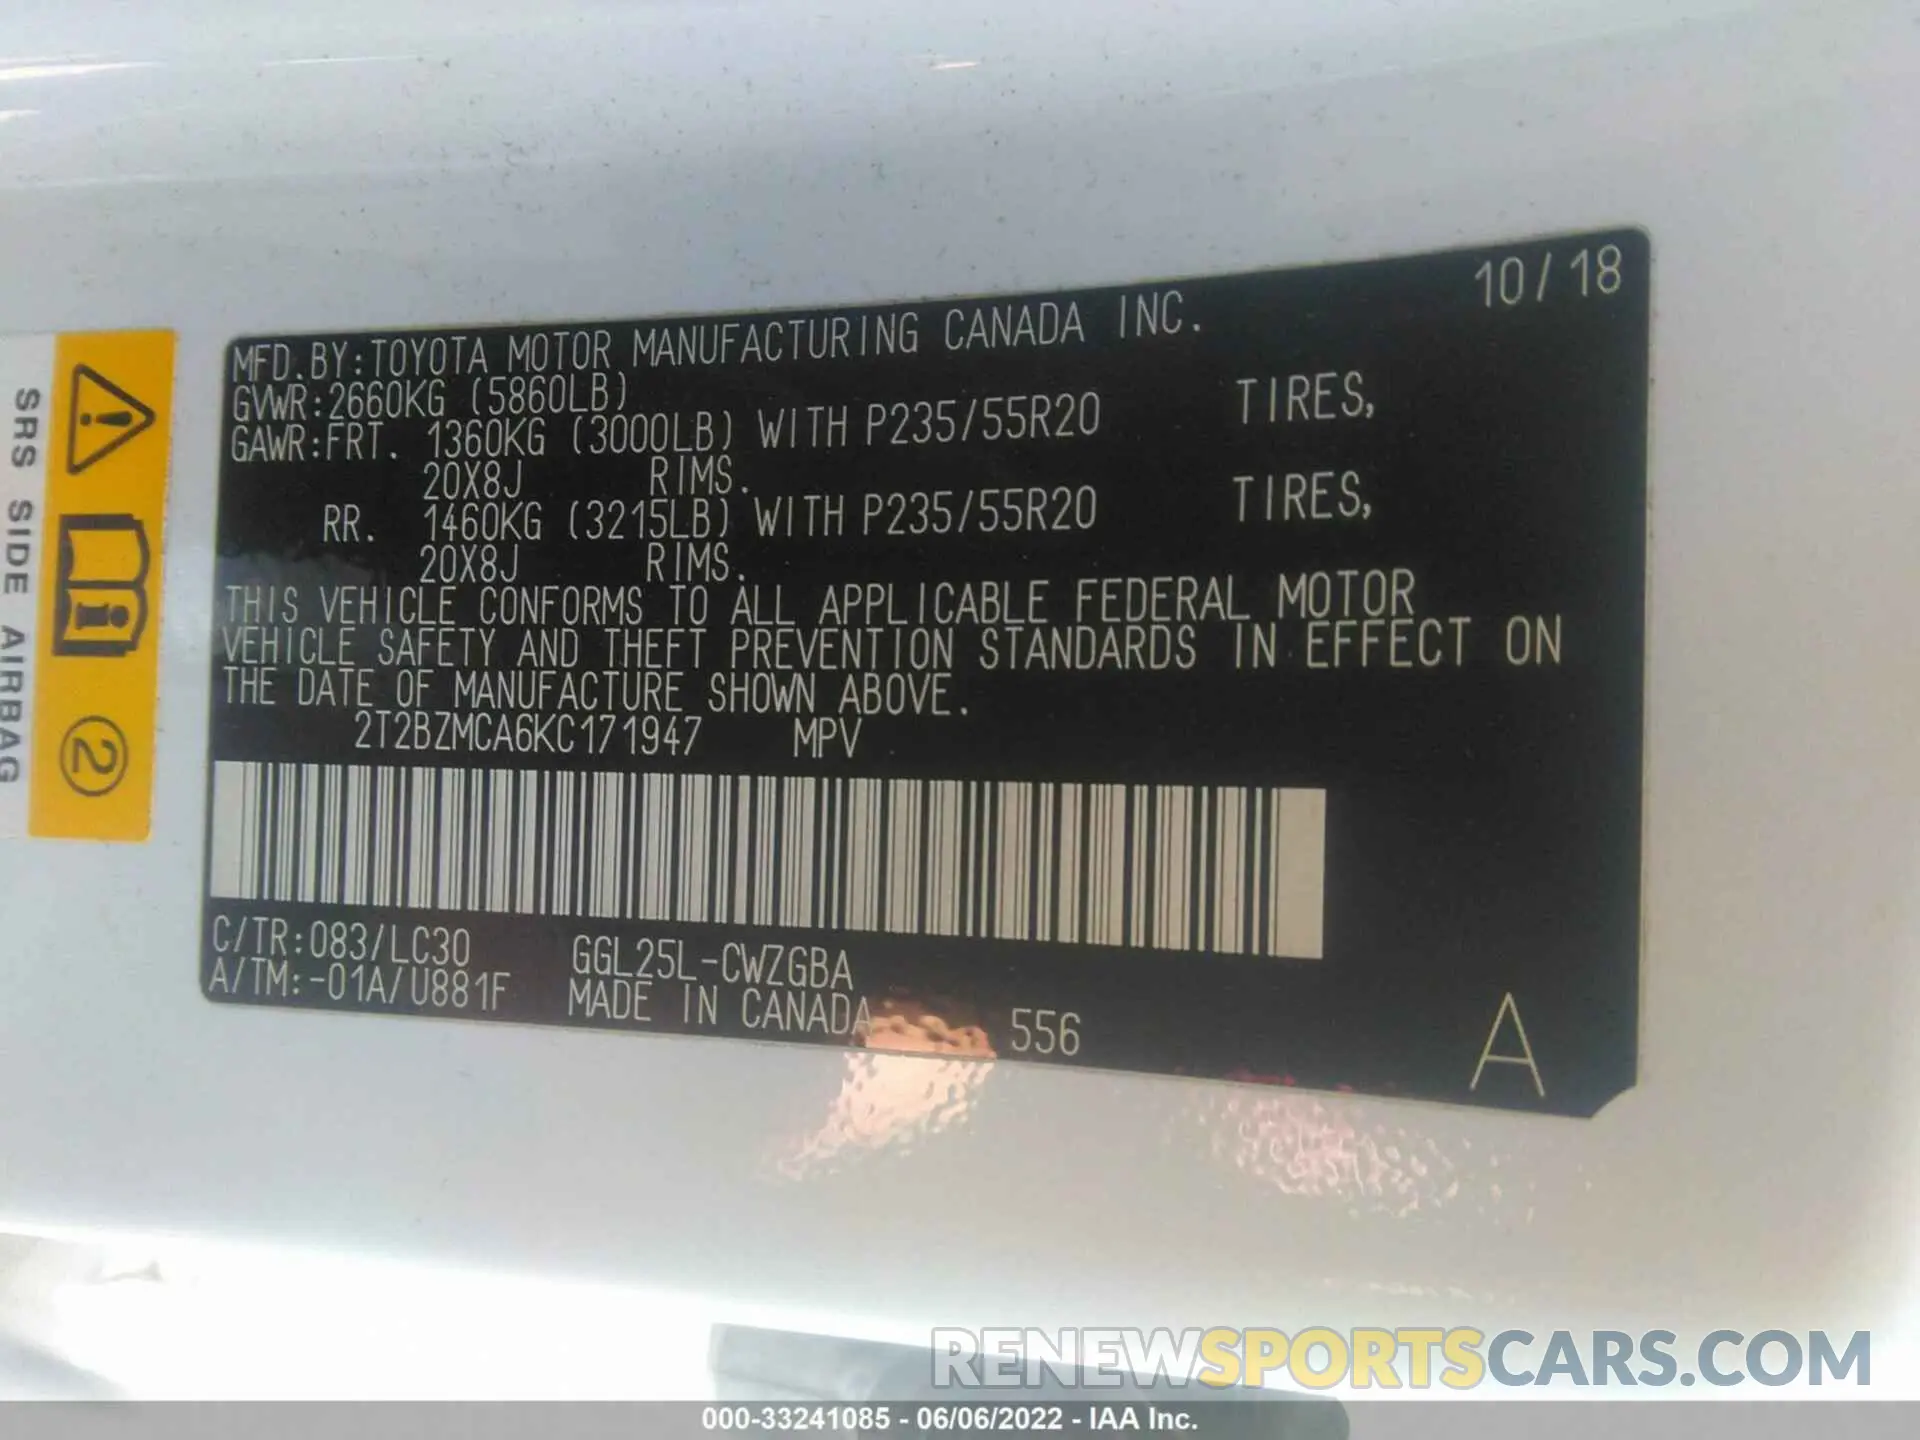 10/18
MFD.BY:TOYOTA MOTOR MANUFACTURING CANADA INC.
GVWR:2660KG (5860LB)
GAWR:FRT. 1360KG (3000LB) WITH P235/55R20 TIRES,
20X8J RIMS.
RR. 1460KG (3215LB) WITH P235/55R20 TIRES,
20X8J RIMS.
THIS VEHICLE CONFORMS TO ALL APPLICABLE FEDERAL MOTOR
VEHICLE SAFETY AND THEFT PREVENTION STANDARDS IN EFFECT ON
THE DATE OF MANUFACTURE SHOWN ABOVE.
2T2BZMCA6KC171947 MPV
C/TR:083/LC30 GGL25L-CWZGBA
A/TM:-01A/U881F MADE IN CANADA 556 A
SRS SIDE AIRBAG
2
RENEWSPORTSCARS.COM
000-33241085 - 06/06/2022 - IAA Inc.